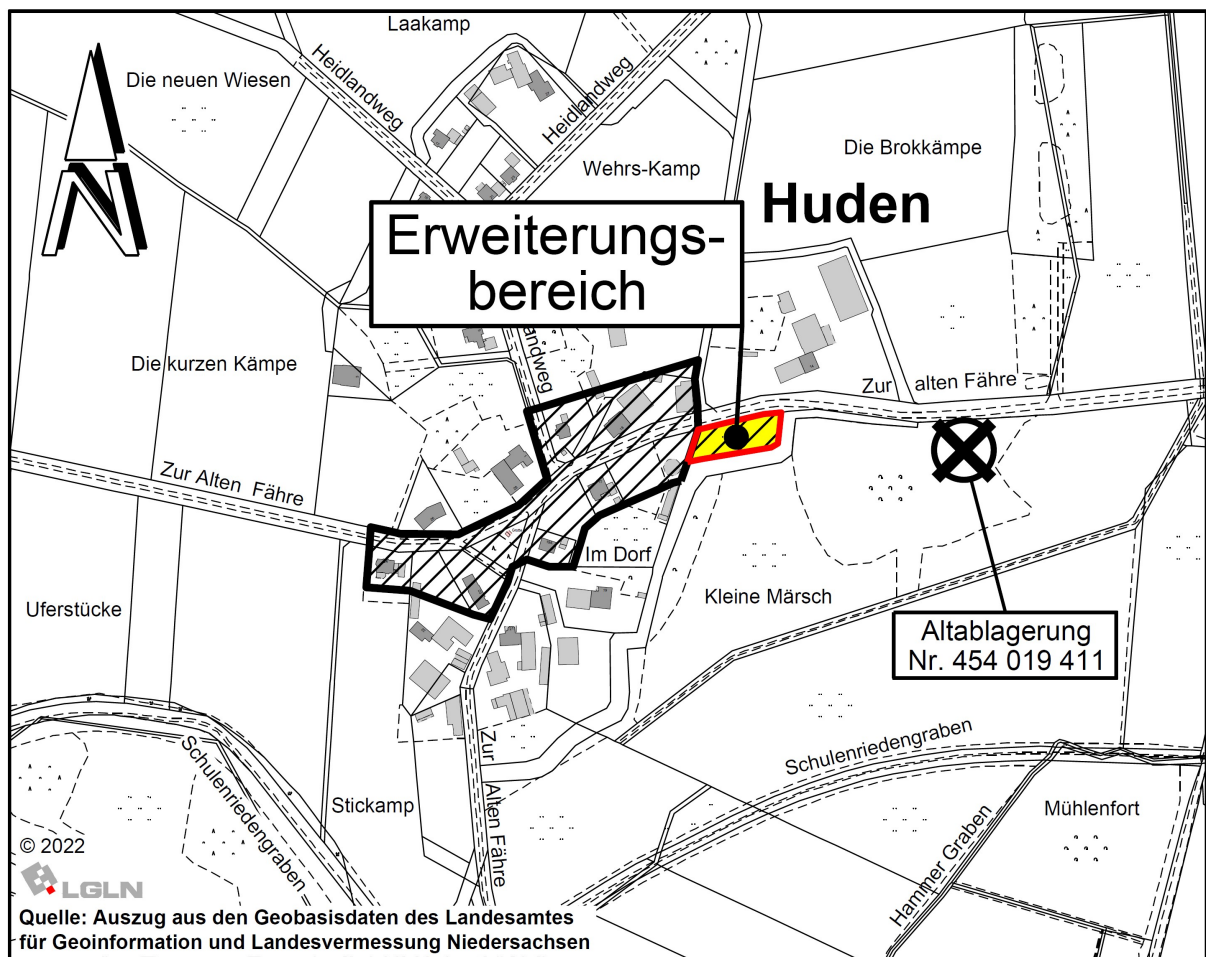 Laakamp
Die neuen Wiesen
Heidlandweg
Heidlandweg
Die Brokkämpe
Wehrs-Kamp
Huden
Erweiterungs-
bereich
landweg
Die kurzen Kämpe
Zur alten Fähre
Zur Alten Fähre
Im Dorf
Kleine Märsch
Uferstücke
Altablagerung
Nr. 454 019 411
Schulenriedengraben
Schulenriedengraben
Zur Alten Fähre
Stickamp
Mühlenfort
Hammer Graben
© 2022
LGLN
Quelle: Auszug aus den Geobasisdaten des Landesamtes
für Geoinformation und Landesvermessung Niedersachsen